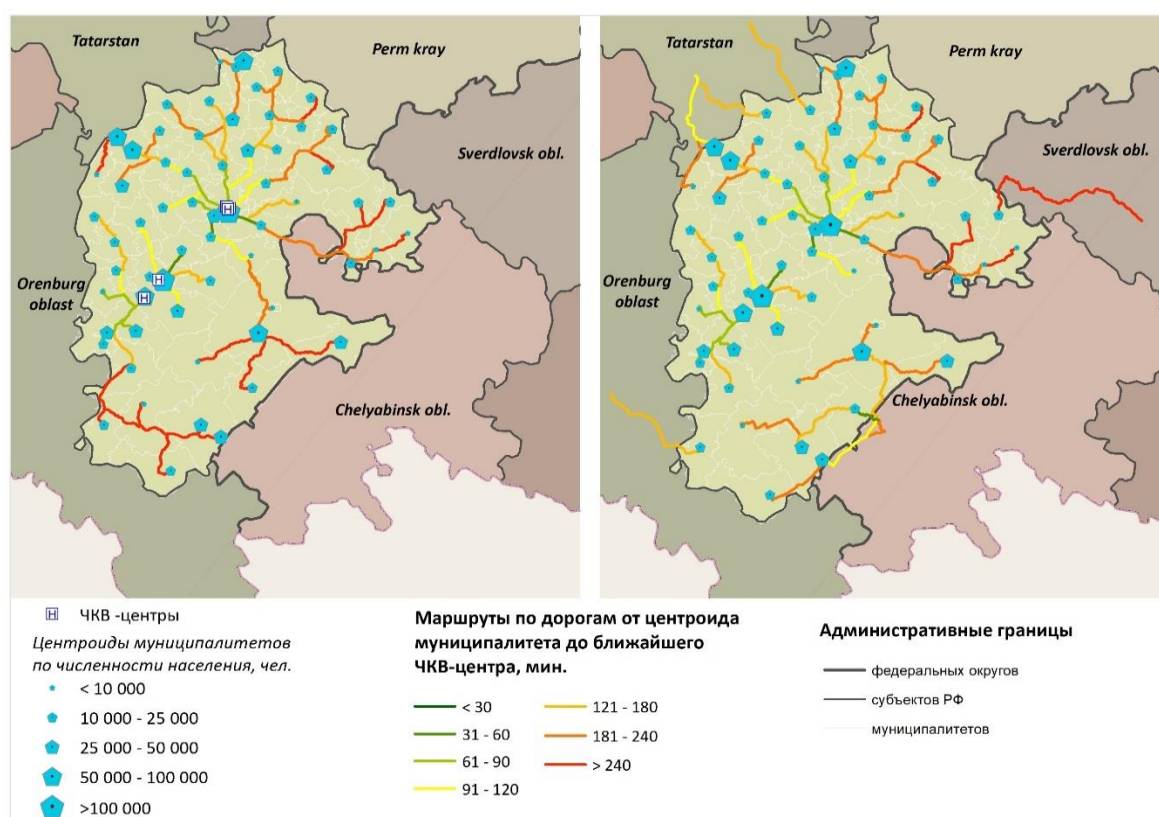 Tatarstan
Perm kray
Sverdlovsk obl.
Orenburg
oblast
Chelyabinsk obl.
H
H
H
Tatarstan
Perm kray
Sverdlovsk obl.
Orenburg
oblast
Chelyabinsk obl.
H ЧКВ -центры
Центроиды муниципалитетов
по численности населения, чел.
< 10 000
10 000 - 25 000
25 000 - 50 000
50 000 - 100 000
>100 000
Маршруты по дорогам от центроида
муниципалитета до ближайшего
ЧКВ-центра, мин.
< 30
31 - 60
61 - 90
91 - 120
121 - 180
181 - 240
> 240
Административные границы
федеральных округов
субъектов РФ
муниципалитетов